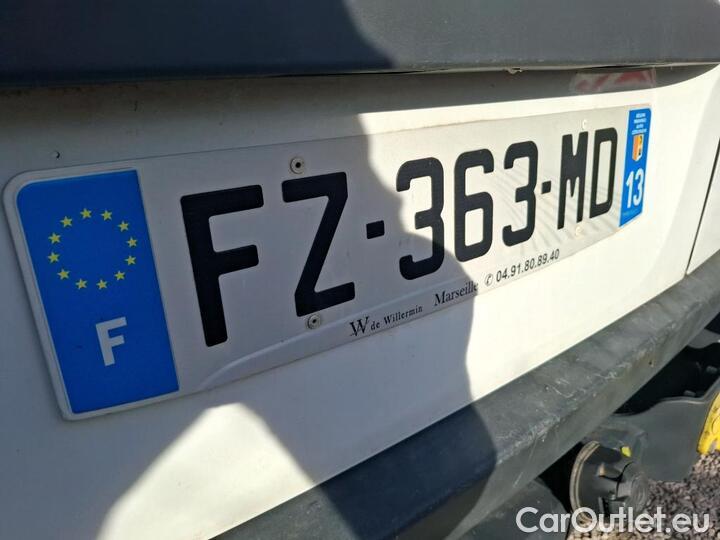 F
FZ-363-MD
13
W de Willermin Marseille ✆ 04.91.80.89.40
CarOutlet.eu